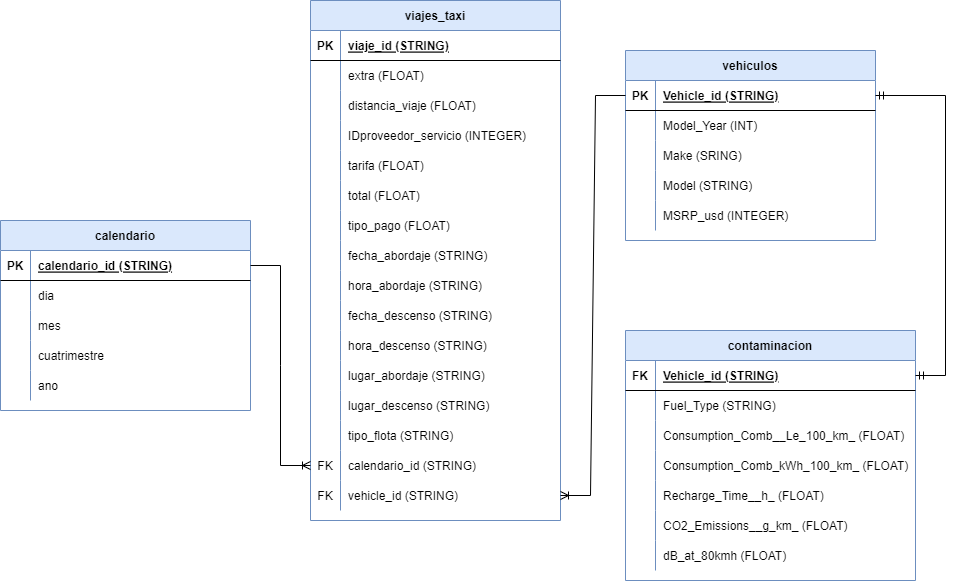 viajes_taxi
PK viaje_id (STRING)
extra (FLOAT)
distancia_viaje (FLOAT)
IDproveedor_servicio (INTEGER)
tarifa (FLOAT)
total (FLOAT)
tipo_pago (FLOAT)
fecha_abordaje (STRING)
hora_abordaje (STRING)
fecha_descenso (STRING)
hora_descenso (STRING)
lugar_abordaje (STRING)
lugar_descenso (STRING)
tipo_flota (STRING)
FK calendario_id (STRING)
FK vehicle_id (STRING)
vehiculos
PK Vehicle_id (STRING)
Model_Year (INT)
Make (SRING)
Model (STRING)
MSRP_usd (INTEGER)
calendario
PK calendario_id (STRING)
dia
mes
cuatrimestre
ano
contaminacion
FK Vehicle_id (STRING)
Fuel_Type (STRING)
Consumption_Comb__Le_100_km_ (FLOAT)
Consumption_Comb_kWh_100_km_ (FLOAT)
Recharge_Time__h_ (FLOAT)
CO2_Emissions__g_km_ (FLOAT)
dB_at_80kmh (FLOAT)